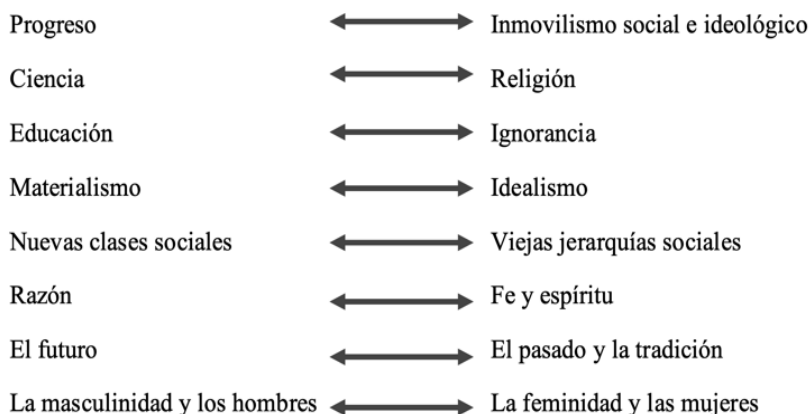 Progreso Inmovilismo social e ideológico
Ciencia Religión
Educación Ignorancia
Materialismo Idealismo
Nuevas clases sociales Viejas jerarquías sociales
Razón Fe y espíritu
El futuro El pasado y la tradición
La masculinidad y los hombres La feminidad y las mujeres